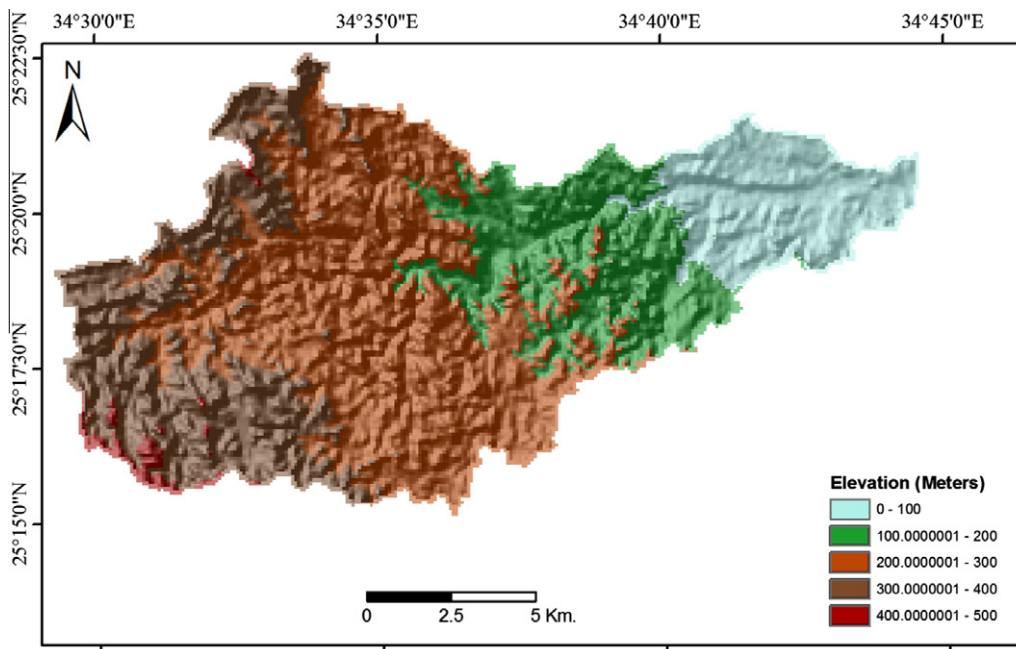 34°30'0"E
34°35'0"E
34°40'0"E
34°45'0"E
25°22'30"N
25°20'0"N
25°17'30"N
25°15'0"N
N
Elevation (Meters)
0 - 100
100.0000001 - 200
200.0000001 - 300
300.0000001 - 400
400.0000001 - 500
0 2.5 5 Km.